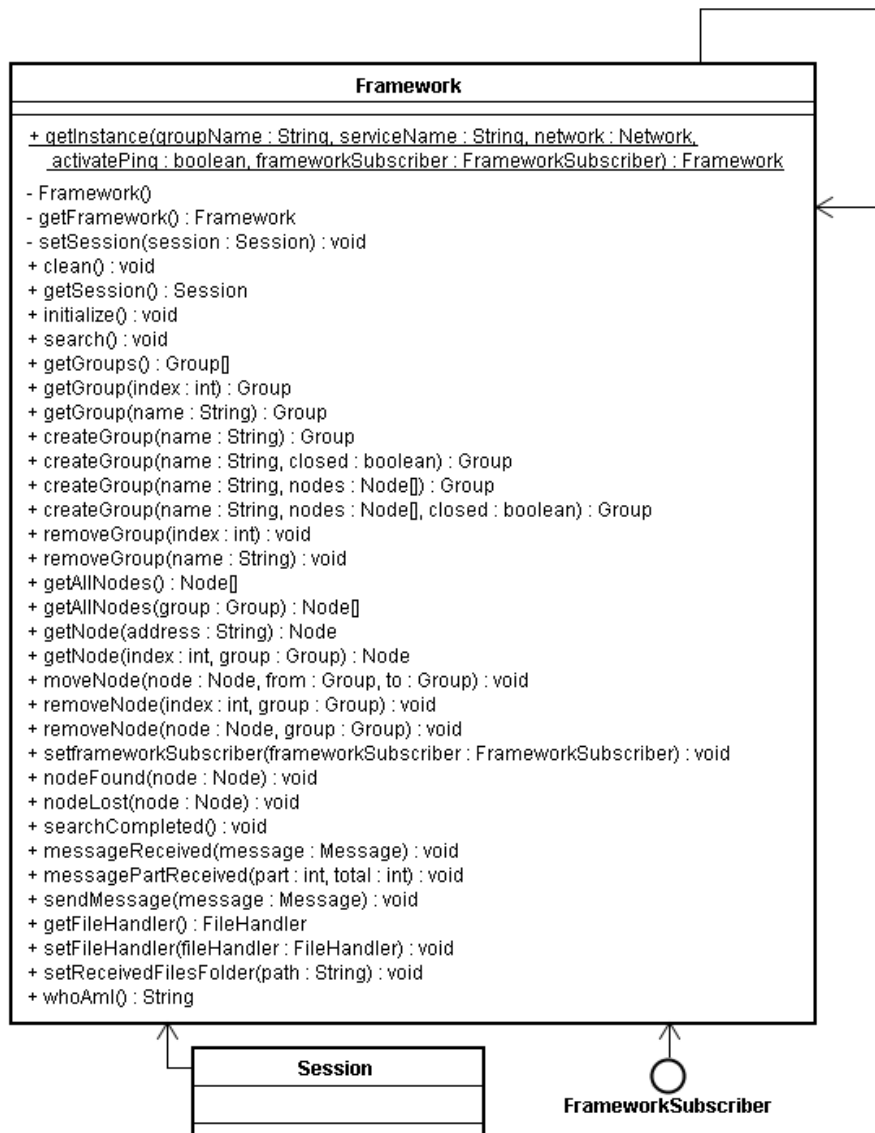 Framework
+ getInstance(groupName : String, serviceName : String, network : Network,
activatePing : boolean, frameworkSubscriber : FrameworkSubscriber) : Framework
- Framework()
- getFramework() : Framework
- setSession(session : Session) : void
+ clean() : void
+ getSession() : Session
+ initialize() : void
+ search() : void
+ getGroups() : Group[]
+ getGroup(index : int) : Group
+ getGroup(name : String) : Group
+ createGroup(name : String) : Group
+ createGroup(name : String, closed : boolean) : Group
+ createGroup(name : String, nodes : Node[]) : Group
+ createGroup(name : String, nodes : Node[], closed : boolean) : Group
+ removeGroup(index : int) : void
+ removeGroup(name : String) : void
+ getAllNodes() : Node[]
+ getAllNodes(group : Group) : Node[]
+ getNode(address : String) : Node
+ getNode(index : int, group : Group) : Node
+ moveNode(node : Node, from : Group, to : Group) : void
+ removeNode(index : int, group : Group) : void
+ removeNode(node : Node, group : Group) : void
+ setframeworkSubscriber(frameworkSubscriber : FrameworkSubscriber) : void
+ nodeFound(node : Node) : void
+ nodeLost(node : Node) : void
+ searchCompleted() : void
+ messageReceived(message : Message) : void
+ messagePartReceived(part : int, total : int) : void
+ sendMessage(message : Message) : void
+ getFileHandler() : FileHandler
+ setFileHandler(fileHandler : FileHandler) : void
+ setReceivedFilesFolder(path : String) : void
+ whoAmI() : String
Session
FrameworkSubscriber